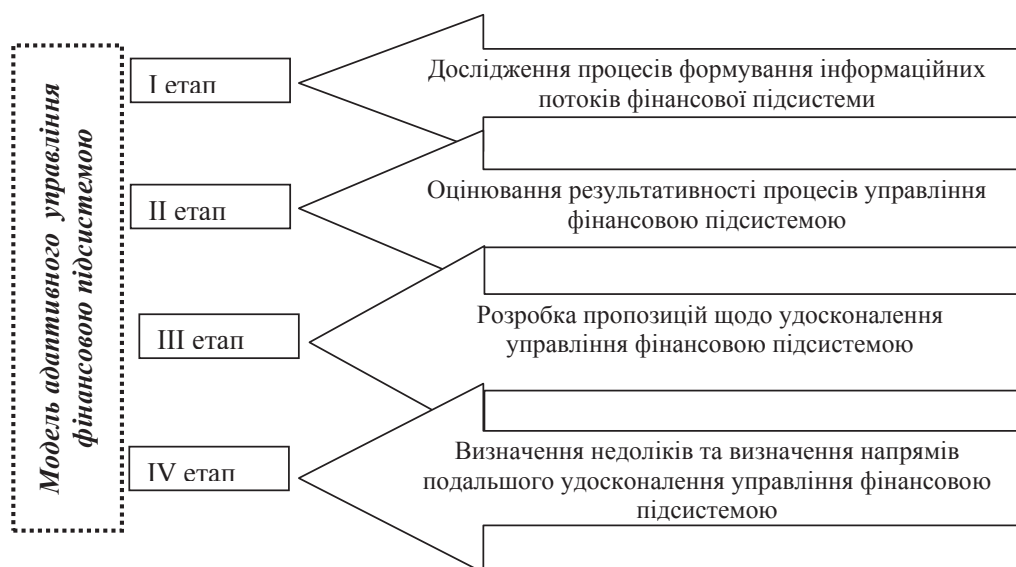 Модель адаптивного управління
фінансовою підсистемою
І етап
Дослідження процесів формування інформаційних
потоків фінансової підсистеми
ІІ етап
Оцінювання результативності процесів управління
фінансовою підсистемою
ІІІ етап
Розробка пропозицій щодо удосконалення
управління фінансовою підсистемою
IV етап
Визначення недоліків та визначення напрямів
подальшого удосконалення управління фінансовою
підсистемою